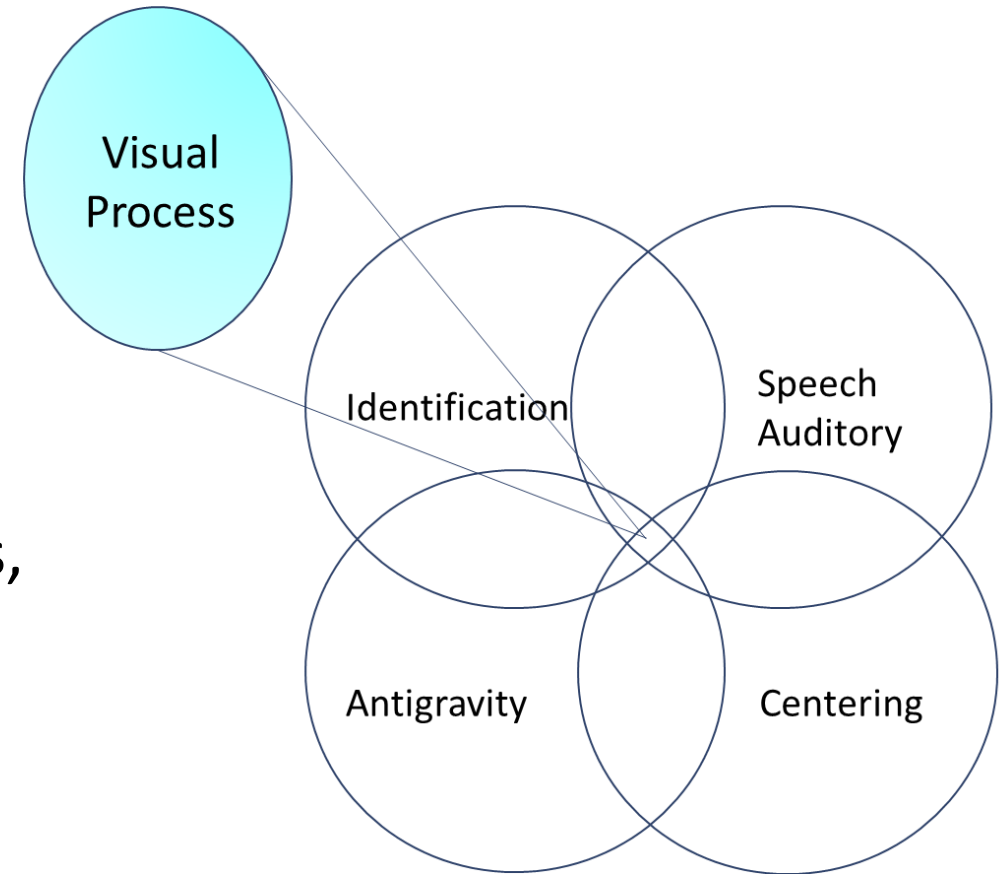 Visual
Process
Identification
Speech
Auditory
s,
Antigravity
Centering